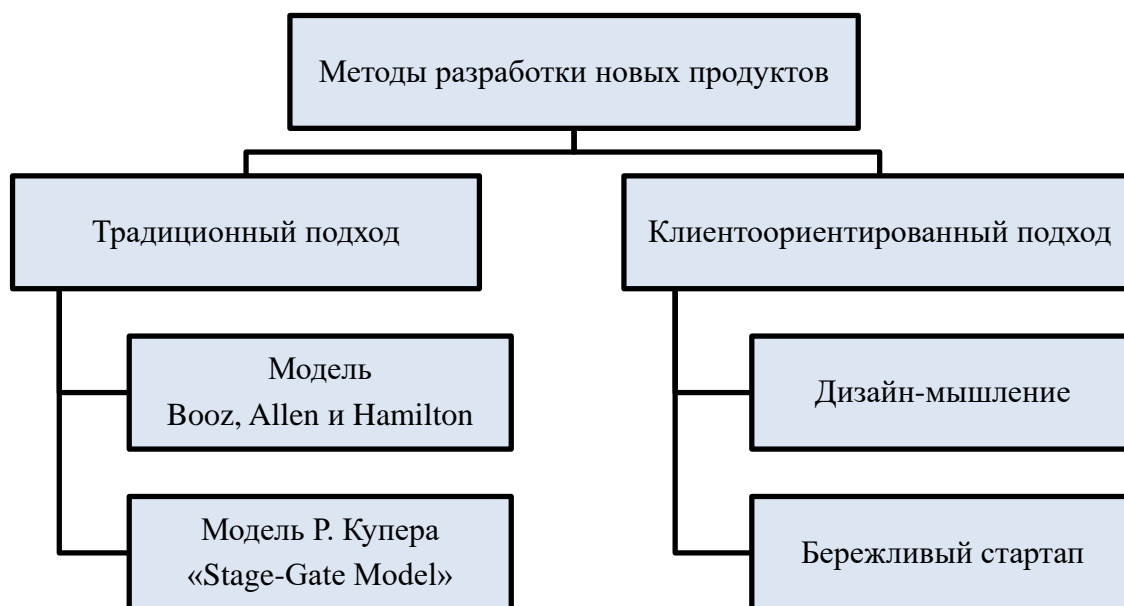 Методы разработки новых продуктов
Традиционный подход
Клиентоориентированный подход
Модель
Booz, Allen и Hamilton
Дизайн-мышление
Модель Р. Купера
«Stage-Gate Model»
Бережливый стартап